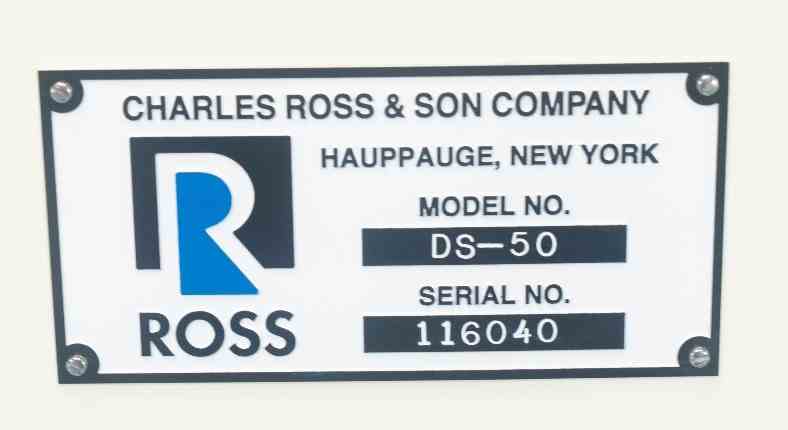 CHARLES ROSS & SON COMPANY
HAUPPAUGE, NEW YORK
MODEL NO.
DS-50
SERIAL NO.
116040
R
ROSS